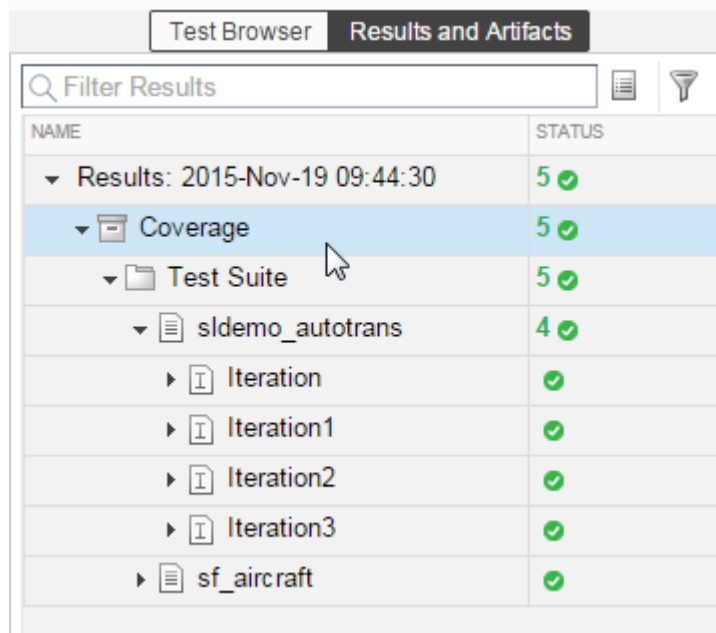 Test Browser Results and Artifacts
Filter Results
NAME STATUS
Results: 2015-Nov-19 09:44:30 5
Coverage 5
Test Suite 5
sldemo_autotrans 4
Iteration
Iteration1
Iteration2
Iteration3
sf_aircraft